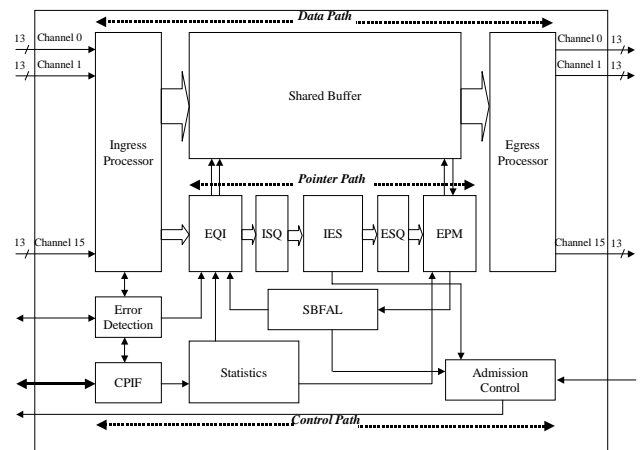 Data Path
13 Channel 0
Channel 0 13
13 Channel 1
Channel 1 13
Shared Buffer
Ingress
Processor
Egress
Processor
Pointer Path
EQI
ISQ
IES
ESQ
EPM
13 Channel 15
Channel 15 13
Error
Detection
SBFAL
CPIF
Statistics
Admission
Control
Control Path